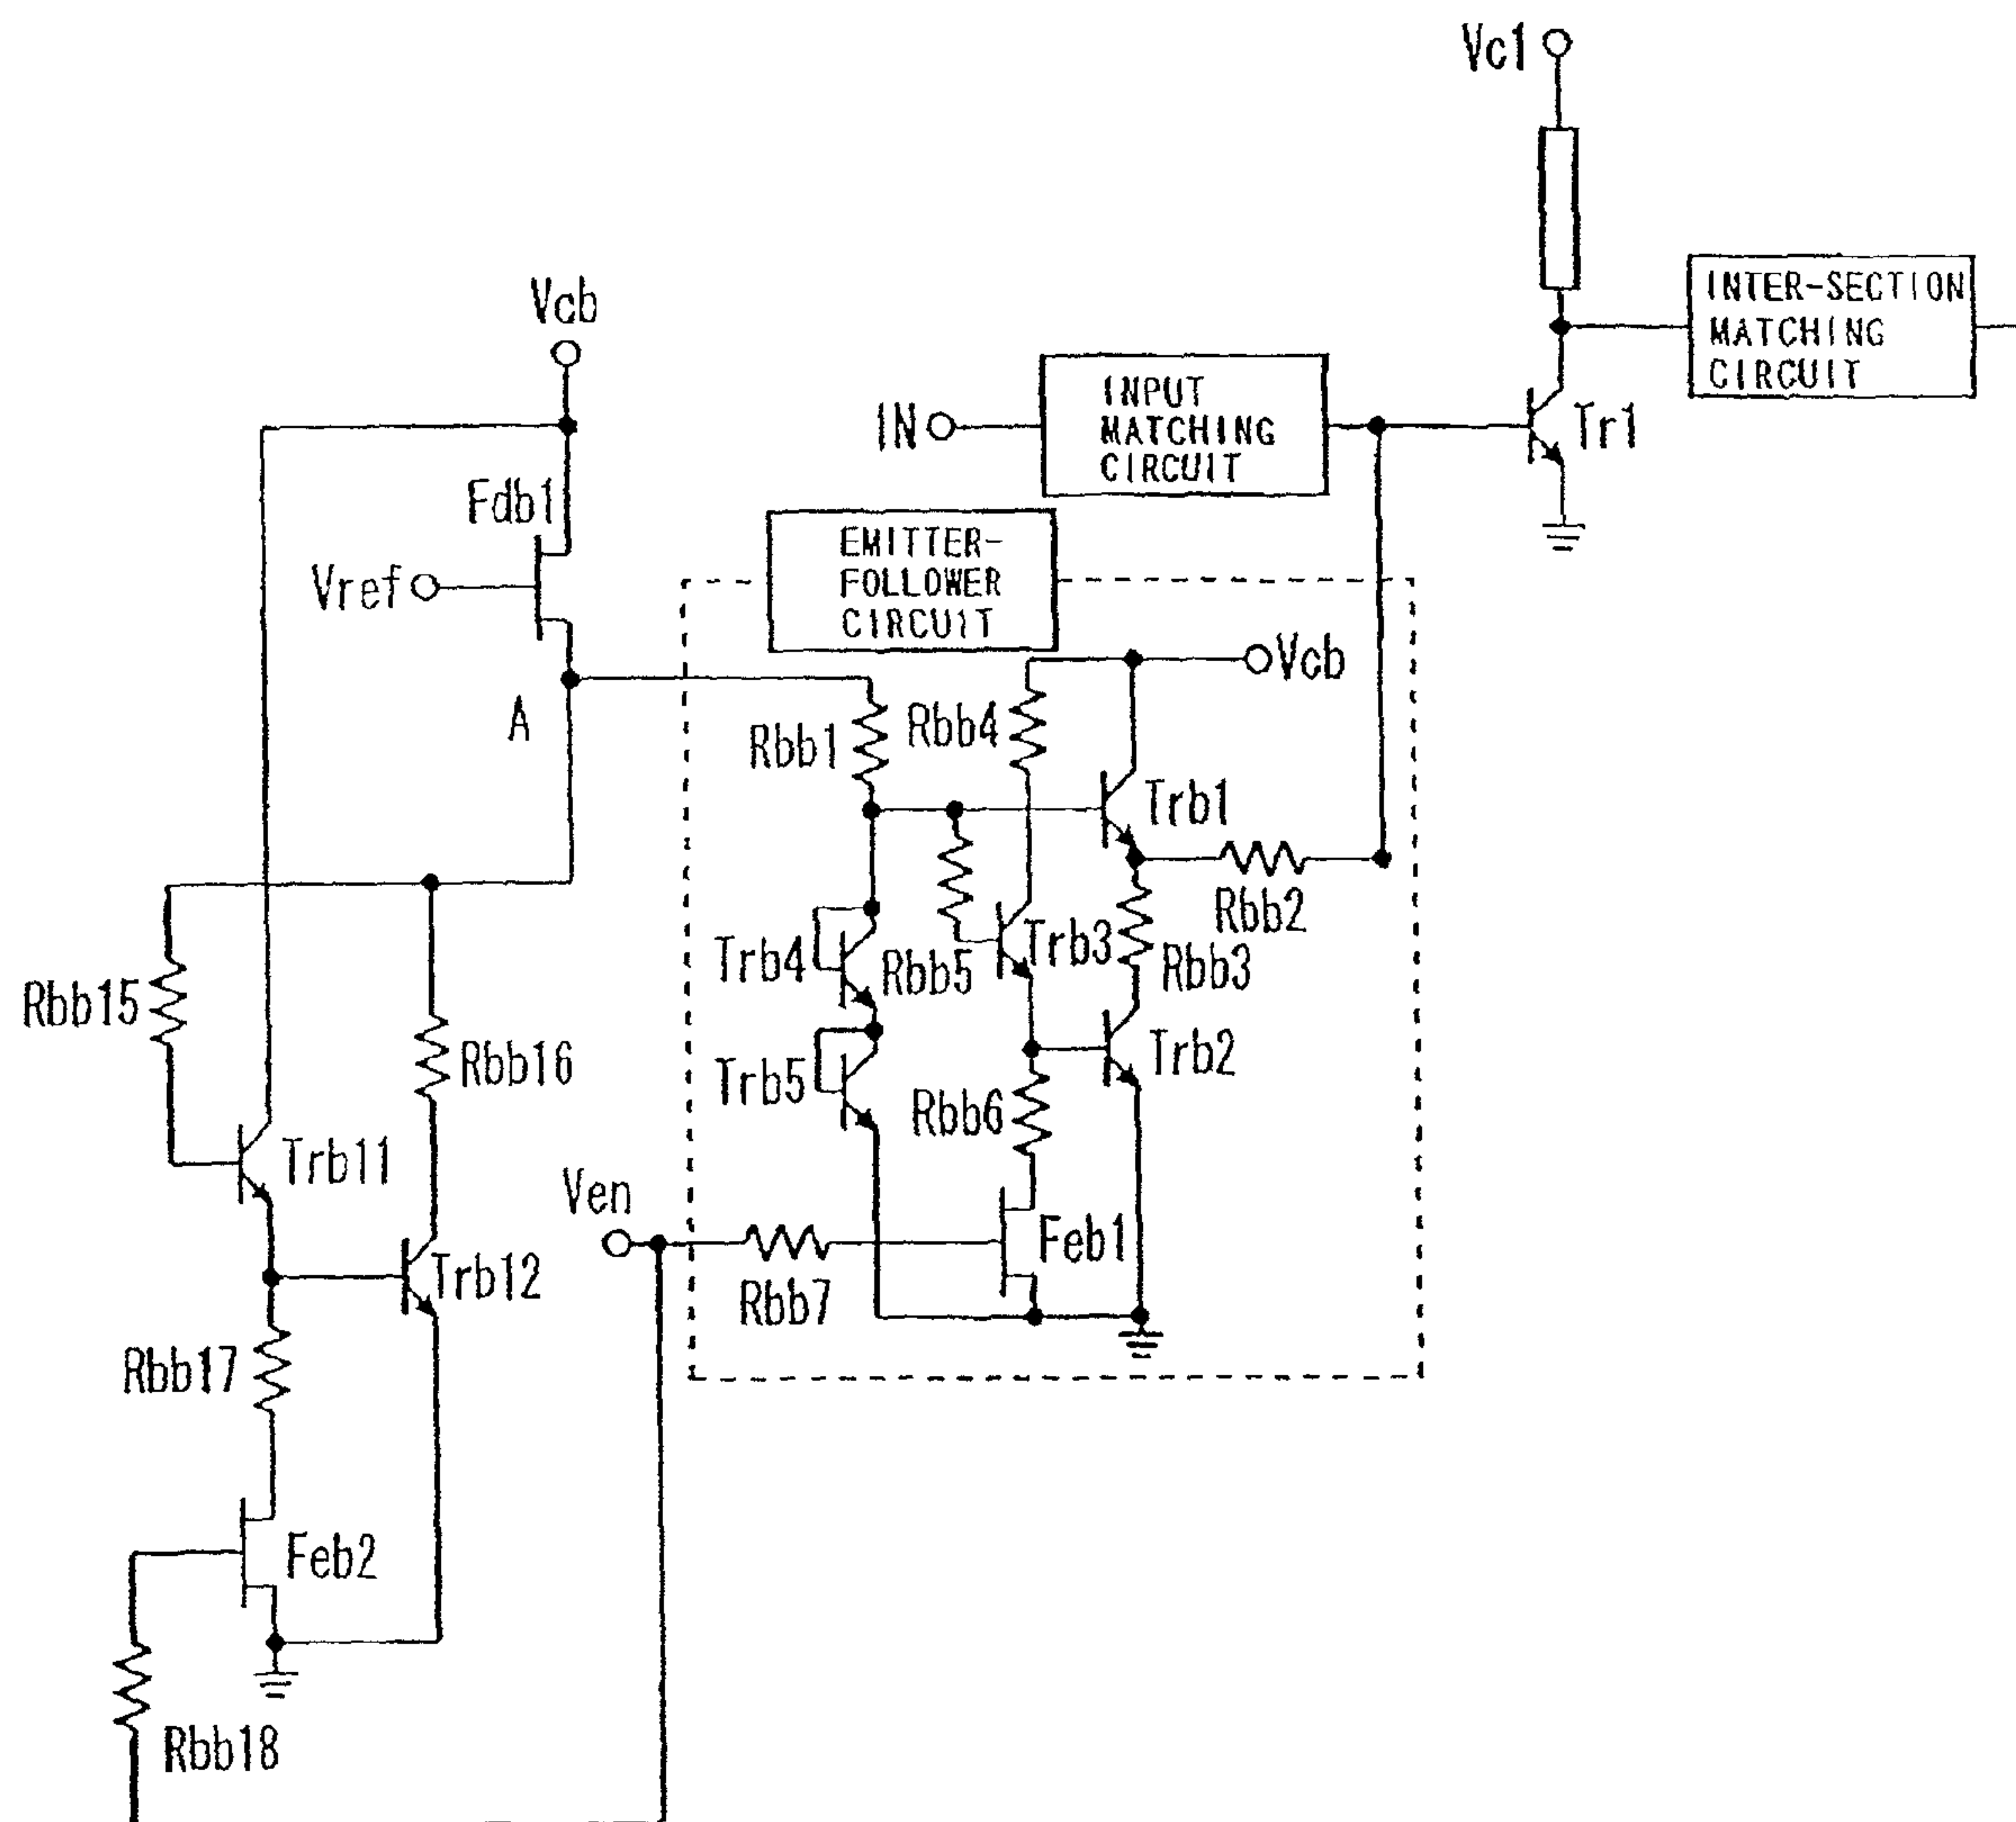 Vc1
INTER-SECTION
MATCHING
CIRCUIT
Vcb
INPUT
MATCHING
CIRCUIT
IN
Tr1
Fdb1
EMITTER-
FOLLOWER
CIRCUIT
Vref
Vcb
A
Rbb1
Rbb4
Trb1
Rbb2
Trb4
Rbb5
Trb3
Rbb3
Rbb15
Rbb16
Trb5
Rbb6
Trb2
Trb11
Ven
Feb1
Trb12
Rbb7
Rbb17
Feb2
Rbb18